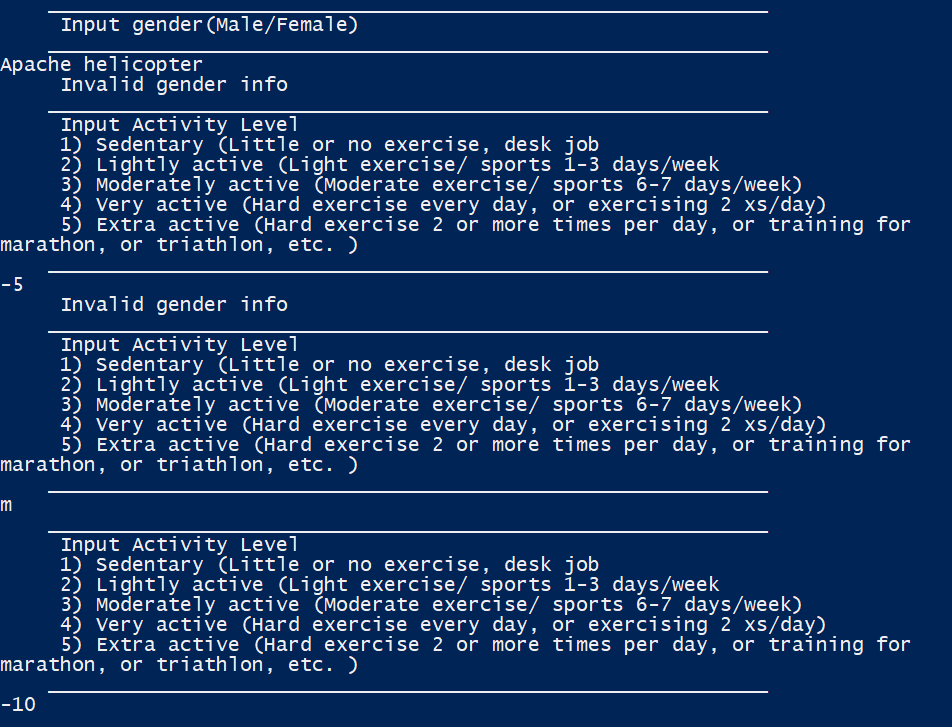 Input gender(Male/Female)
Apache helicopter
Invalid gender info
Input Activity Level
1) Sedentary (Little or no exercise, desk job
2) Lightly active (Light exercise/ sports 1-3 days/week
3) Moderately active (Moderate exercise/ sports 6-7 days/week)
4) Very active (Hard exercise every day, or exercising 2 xs/day)
5) Extra active (Hard exercise 2 or more times per day, or training for
marathon, or triathlon, etc. )
-5
Invalid gender info
Input Activity Level
1) Sedentary (Little or no exercise, desk job
2) Lightly active (Light exercise/ sports 1-3 days/week
3) Moderately active (Moderate exercise/ sports 6-7 days/week)
4) Very active (Hard exercise every day, or exercising 2 xs/day)
5) Extra active (Hard exercise 2 or more times per day, or training for
marathon, or triathlon, etc. )
m
Input Activity Level
1) Sedentary (Little or no exercise, desk job
2) Lightly active (Light exercise/ sports 1-3 days/week
3) Moderately active (Moderate exercise/ sports 6-7 days/week)
4) Very active (Hard exercise every day, or exercising 2 xs/day)
5) Extra active (Hard exercise 2 or more times per day, or training for
marathon, or triathlon, etc. )
-10